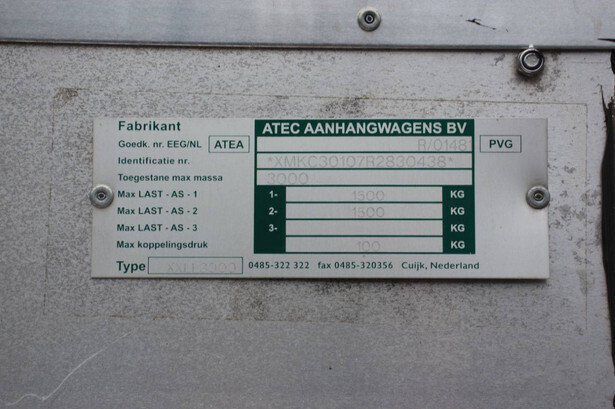 Fabrikant ATEC AANHANGWAGENS BV
Goedk. nr. EEG/NL ATEA R/0148 PVG
Identificatie nr. *XMKC30107R2830438*
Toegestane max massa 3000
Max LAST - AS - 1 1- 1500 KG
Max LAST - AS - 2 2- 1500 KG
Max LAST - AS - 3 3- KG
Max koppelingsdruk 100 KG
Type 0485-322 322 fax 0485-320356 Cuijk, Nederland